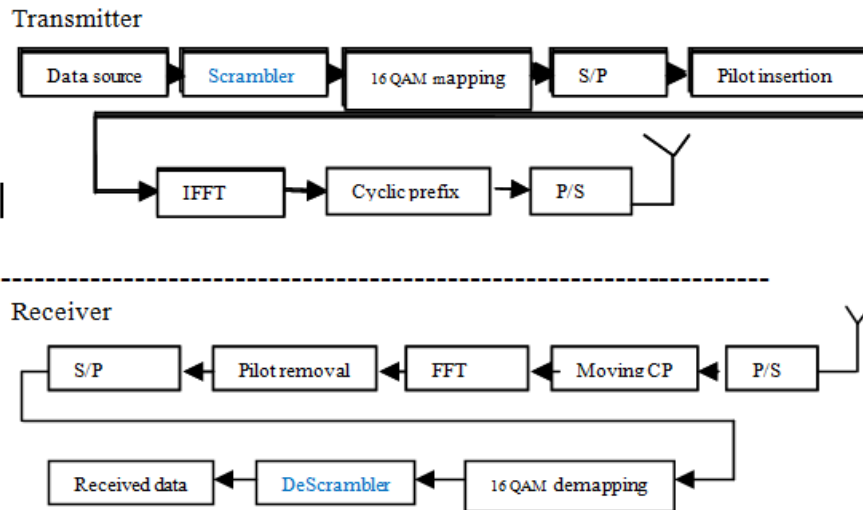 Transmitter
Data source Scrambler 16 QAM mapping S/P Pilot insertion
IFFT Cyclic prefix P/S
Receiver
S/P Pilot removal FFT Moving CP P/S
Received data DeScrambler 16 QAM demapping